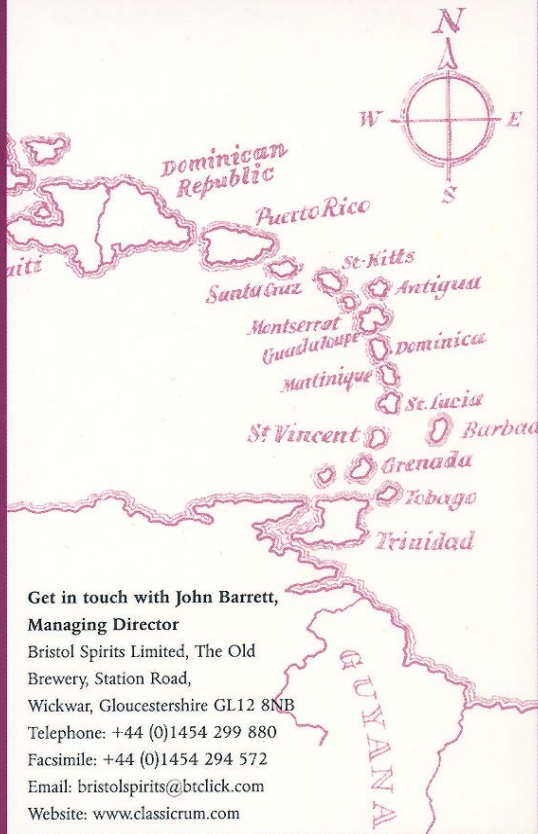 N
W
E
S
Dominican
Republic
Puerto Rico
aiti
St. Kitts
Santa Cruz
Antigua
Montserrat
Guadaloupe
Dominica
Martinique
St. Lucia
St Vincent
Barbad
Grenada
Tobago
Trinidad
GUYANA
Get in touch with John Barrett,
Managing Director
Bristol Spirits Limited, The Old
Brewery, Station Road,
Wickwar, Gloucestershire GL12 8NB
Telephone: +44 (0)1454 299 880
Facsimile: +44 (0)1454 294 572
Email: bristolspirits@btclick.com
Website: www.classicrum.com